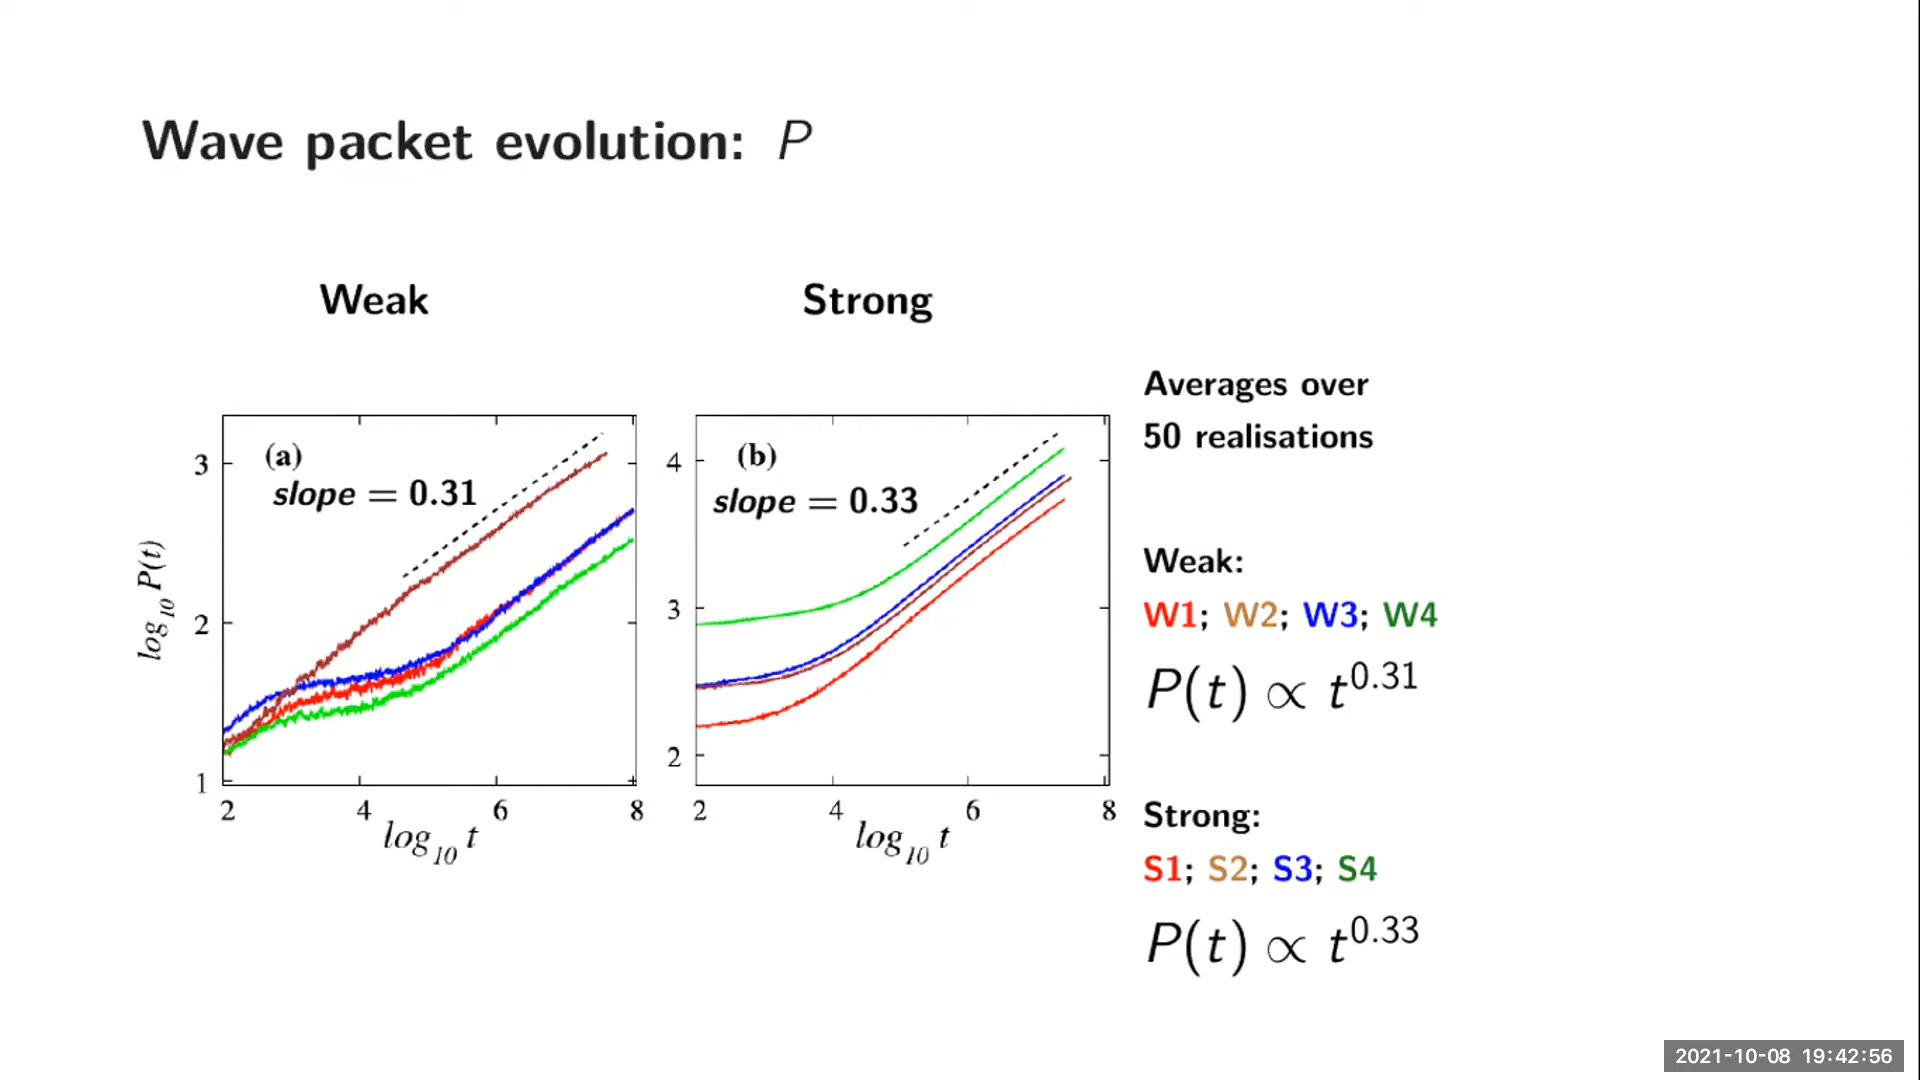 Wave packet evolution: P
Weak
Strong
(a)
slope = 0.31
3
2
1
log₁₀ P(t)
2 4 6 8
log₁₀ t
(b)
slope = 0.33
4
3
2
2 4 6 8
log₁₀ t
Averages over
50 realisations
Weak:
W1; W2; W3; W4
P(t) ∝ t^0.31
Strong:
S1; S2; S3; S4
P(t) ∝ t^0.33
2021-10-08 19:42:56